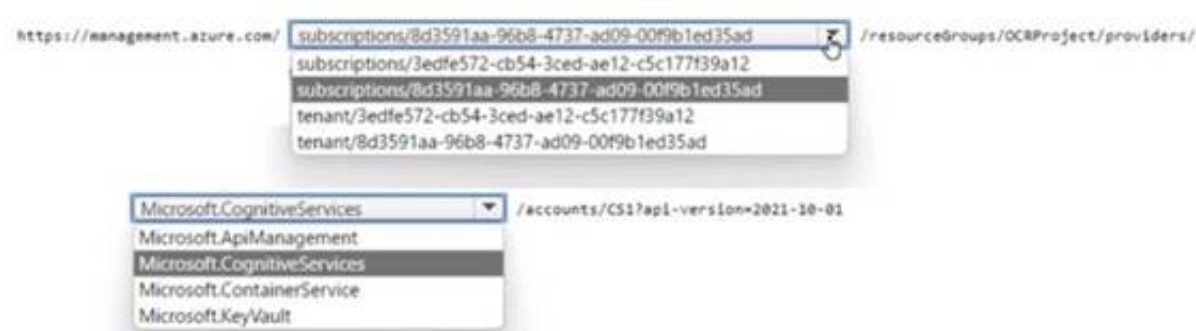 https://management.azure.com/ subscriptions/8d3591aa-96b8-4737-ad09-00f9b1ed35ad /resourceGroups/OCRProject/providers/
subscriptions/3edfe572-cb54-3ced-ae12-c5c177f39a12
subscriptions/8d3591aa-96b8-4737-ad09-00f9b1ed35ad
tenant/3edfe572-cb54-3ced-ae12-c5c177f39a12
tenant/8d3591aa-96b8-4737-ad09-00f9b1ed35ad
Microsoft.CognitiveServices /accounts/CS1?api-version=2021-10-01
Microsoft.ApiManagement
Microsoft.CognitiveServices
Microsoft.ContainerService
Microsoft.KeyVault